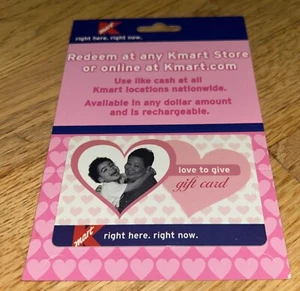 K
right here. right now.
Redeem at any Kmart Store
or online at Kmart.com
Use like cash at all
Kmart locations nationwide.
Available in any dollar amount
and is rechargeable.
love to give
gift card
Kmart
right here. right now.